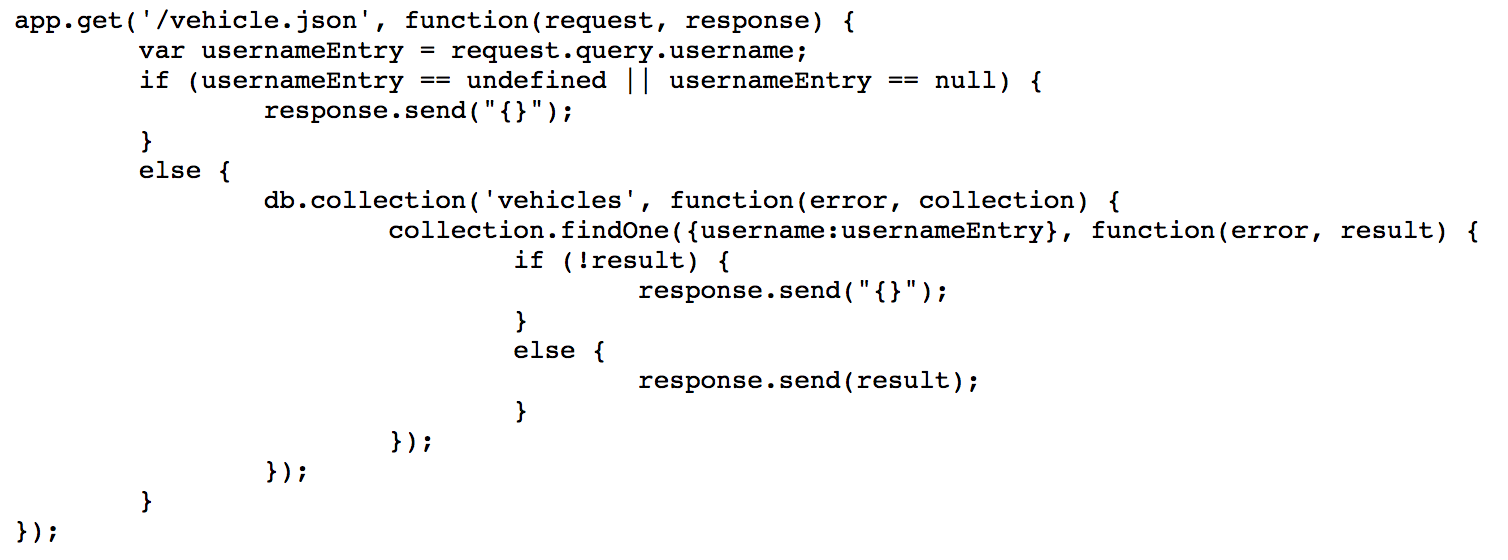 app.get('/vehicle.json', function(request, response) {
        var usernameEntry = request.query.username;
        if (usernameEntry == undefined || usernameEntry == null) {
                response.send("{}");
        }
        else {
                db.collection('vehicles', function(error, collection) {
                        collection.findOne({username:usernameEntry}, function(error, result) {
                                if (!result) {
                                        response.send("{}");
                                }
                                else {
                                        response.send(result);
                                }
                        });
                });
        }
});